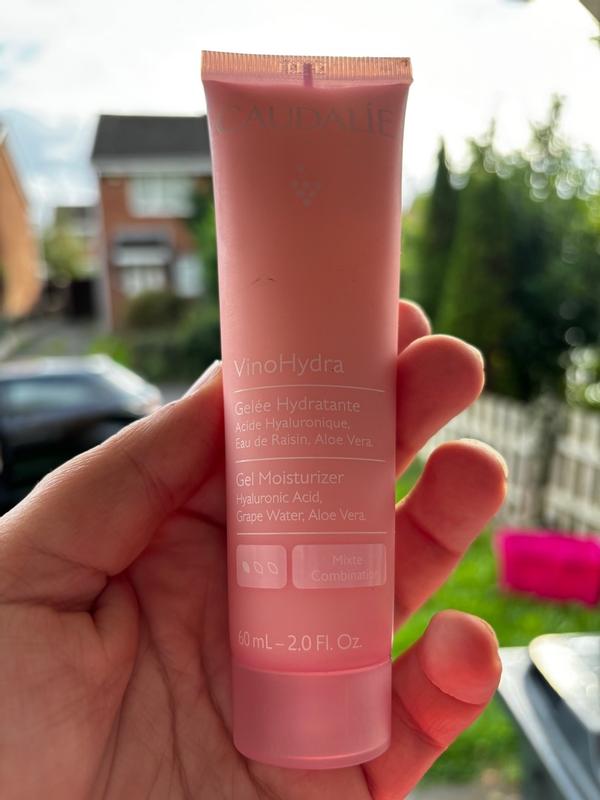 CAUDALÍE
VinoHydra
Gelée Hydratante
Acide Hyaluronique,
Eau de Raisin, Aloe Vera.
Gel Moisturizer
Hyaluronic Acid,
Grape Water, Aloe Vera.
Mixte
Combination
60 mL – 2.0 Fl. Oz.